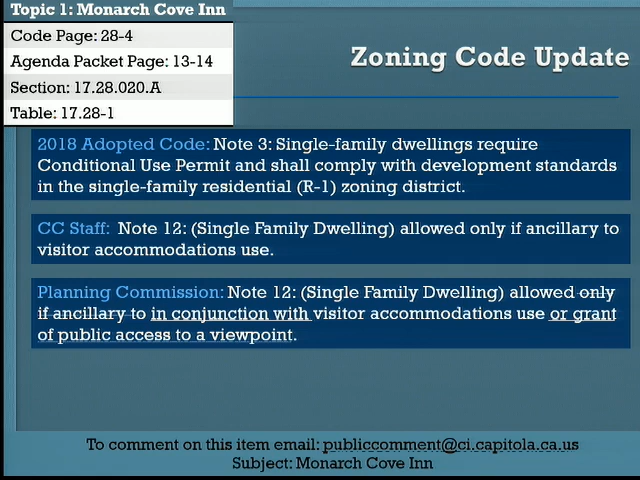 Topic 1: Monarch Cove Inn
Code Page: 28-4
Agenda Packet Page: 13-14
Section: 17.28.020.A
Table: 17.28-1
Zoning Code Update
2018 Adopted Code: Note 3: Single-family dwellings require
Conditional Use Permit and shall comply with development standards
in the single-family residential (R-1) zoning district.
CC Staff: Note 12: (Single Family Dwelling) allowed only if ancillary to
visitor accommodations use.
Planning Commission: Note 12: (Single Family Dwelling) allowed only
if ancillary to in conjunction with visitor accommodations use or grant
of public access to a viewpoint.
To comment on this item email: publiccomment@ci.capitola.ca.us
Subject: Monarch Cove Inn